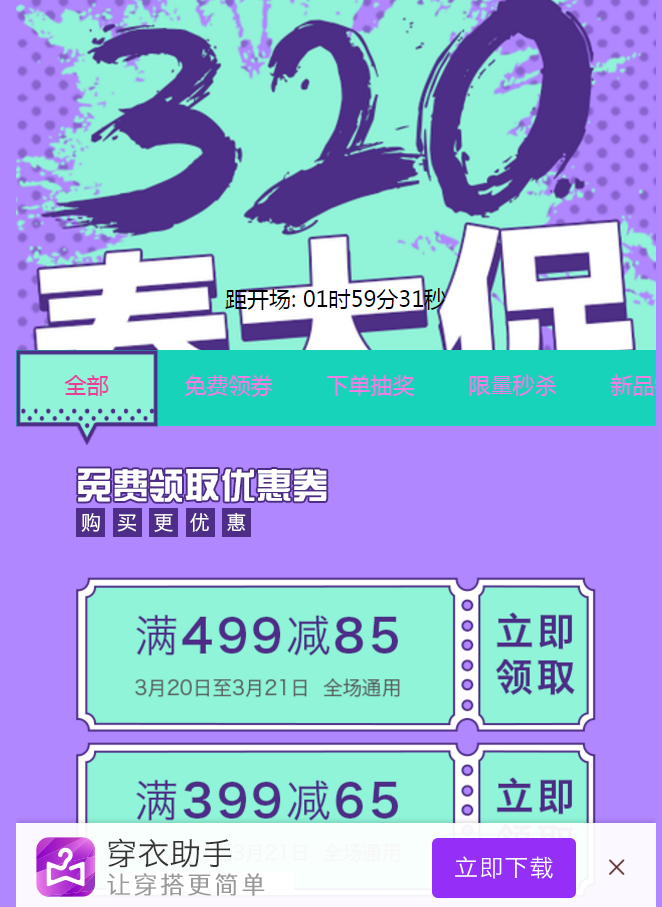 320
春大促
距开场: 01时59分31秒
全部
免费领券
下单抽奖
限量秒杀
新品
免费领取优惠券
购买更优惠
满499减85
3月20日至3月21日 全场通用
立即
领取
满399减65
3月21日 全场通用
立即
领取
穿衣助手
让穿搭更简单
立即下载